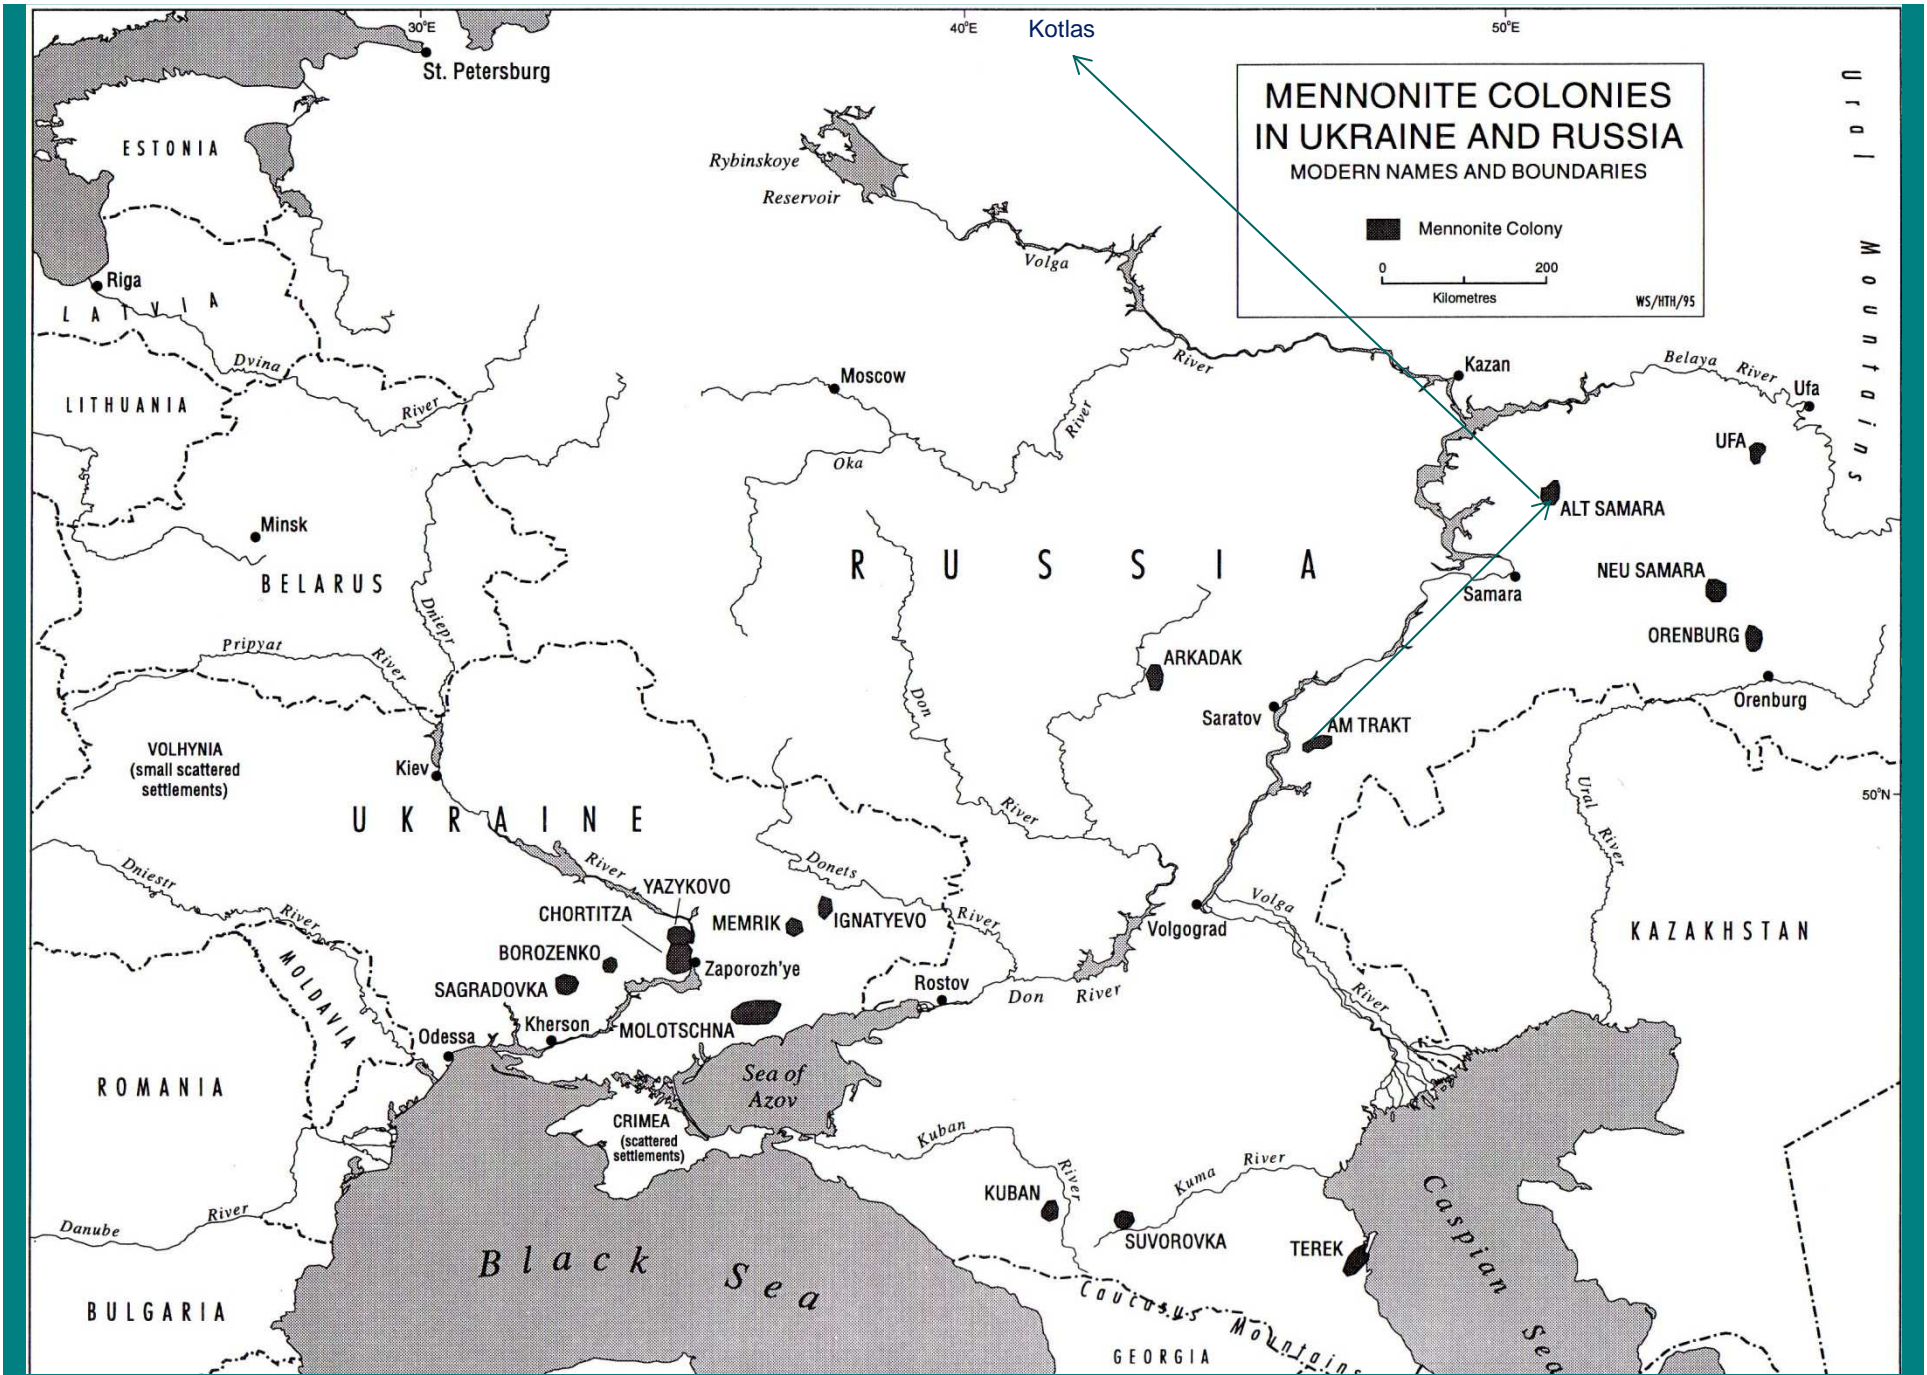 30°E
40°E
Kotlas
50°E
St. Petersburg
MENNONITE COLONIES
IN UKRAINE AND RUSSIA
MODERN NAMES AND BOUNDARIES
Mennonite Colony
0
200
Kilometres
WS/HTH/95
Ural Mountains
ESTONIA
Rybinskoye
Reservoir
Volga
River
Riga
LATVIA
Dvina
River
LITHUANIA
Moscow
Kazan
Belaya
River
Ufa
UFA
River
Oka
ALT SAMARA
Minsk
BELARUS
RUSSIA
NEU SAMARA
Samara
Dniepr
ORENBURG
Pripyat
River
ARKADAK
Orenburg
Don
Saratov
AM TRAKT
VOLHYNIA
(small scattered
settlements)
Kiev
50°N
UKRAINE
River
Ural
River
Dniestr
River
River
Donets
River
YAZYKOVO
CHORTITZA
MEMRIK
IGNATYEVO
Volga
Volgograd
KAZAKHSTAN
BOROZENKO
Zaporozh'ye
MOLDAVIA
SAGRADOVKA
Rostov
Don
River
River
Kherson
MOLOTSCHNA
Odessa
ROMANIA
Sea of
Azov
CRIMEA
(scattered
settlements)
Kuban
River
Kuma
River
KUBAN
Caspian
Sea
Danube
River
SUVOROVKA
TEREK
Black Sea
Caucasus Mountains
BULGARIA
GEORGIA